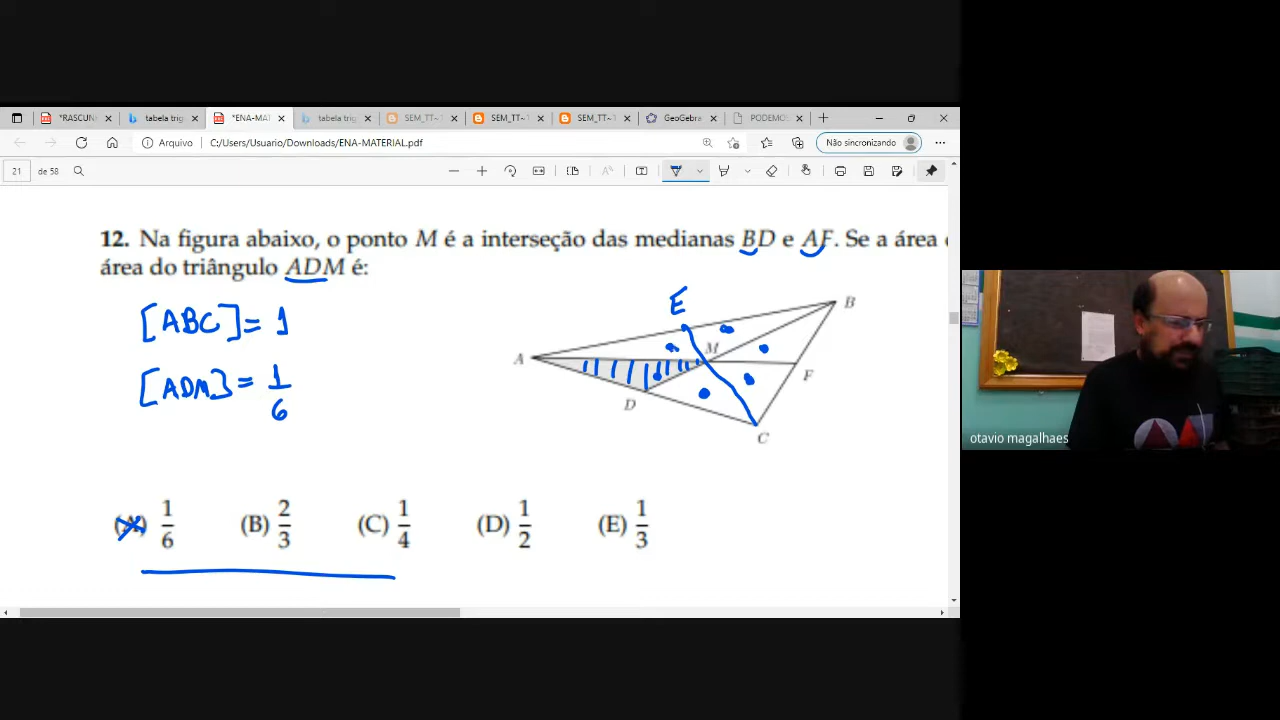 *RASCUN
tabela trig
*ENA-MA
tabela trig
SEM_TT~
SEM_TT~
SEM_TT~
GeoGebra
PODEMO
Arquivo C:/Users/Usuario/Downloads/ENA-MATERIAL.pdf Não sincronizando
21 de 58
12. Na figura abaixo, o ponto M é a interseção das medianas BD e AF. Se a área
área do triângulo ADM é:
[ABC] = 1
[ADM] = 1/6
E
B
A
M
F
D
C
otavio magalhaes
(A) 1/6 (B) 2/3 (C) 1/4 (D) 1/2 (E) 1/3